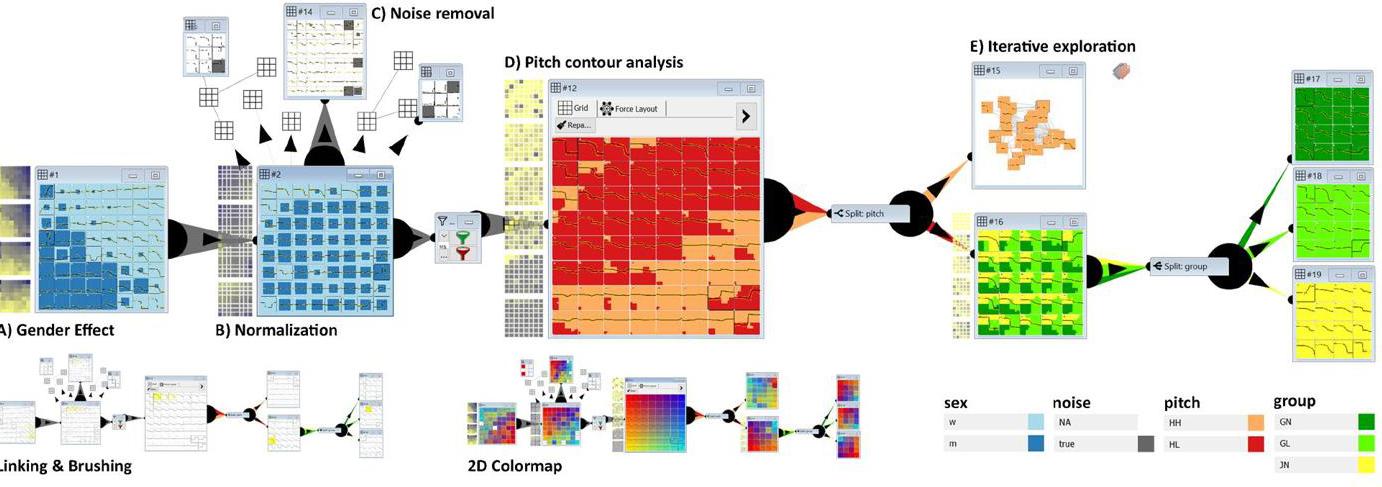 #14
C) Noise removal
E) Iterative exploration
D) Pitch contour analysis
#15
#17
#12
Grid
Force Layout
Repa...
#1
#2
#18
Split: pitch
#16
...
Split: group
#19
A) Gender Effect
B) Normalization
Linking & Brushing
2D Colormap
sex
w
m
noise
NA
true
pitch
HH
HL
group
GN
GL
JN